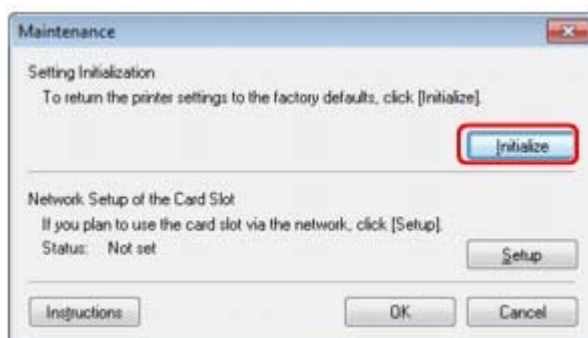 Maintenance
Setting Initialization
To return the printer settings to the factory defaults, click [Initialize].
Initialize
Network Setup of the Card Slot
If you plan to use the card slot via the network, click [Setup].
Status: Not set
Setup
Instructions OK Cancel